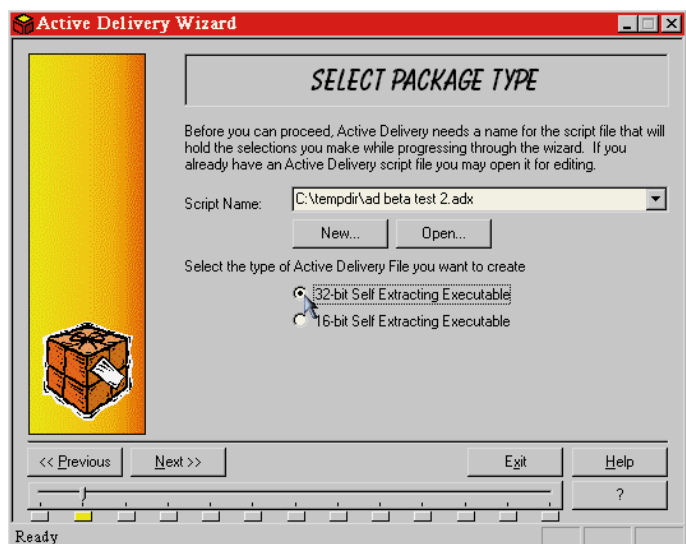 Active Delivery Wizard
SELECT PACKAGE TYPE
Before you can proceed, Active Delivery needs a name for the script file that will
hold the selections you make while progressing through the wizard. If you
already have an Active Delivery script file you may open it for editing.
Script Name: C:\tempdir\ad beta test 2.adx
New... Open...
Select the type of Active Delivery File you want to create
32-bit Self Extracting Executable
16-bit Self Extracting Executable
<< Previous Next >> Exit Help
?
Ready